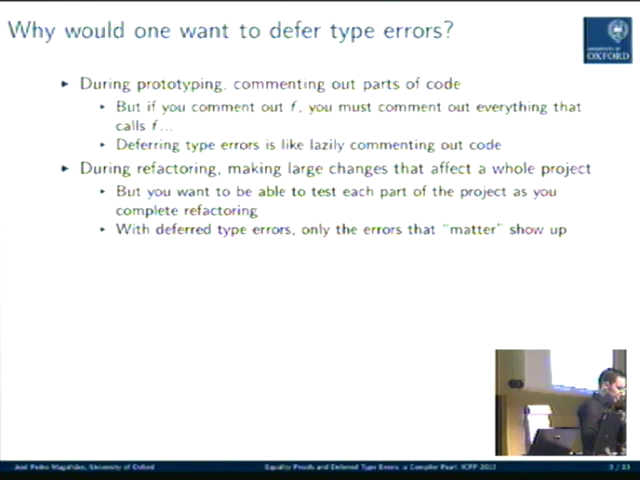 Why would one want to defer type errors?
UNIVERSITY OF
OXFORD
During prototyping, commenting out parts of code
But if you comment out f, you must comment out everything that
calls f...
Deferring type errors is like lazily commenting out code
During refactoring, making large changes that affect a whole project
But you want to be able to test each part of the project as you
complete refactoring
With deferred type errors, only the errors that “matter” show up
José Pedro Magalhães, University of Oxford
Equality Proofs and Deferred Type Errors: a Compiler Pearl, ICFP 2012
3 / 13